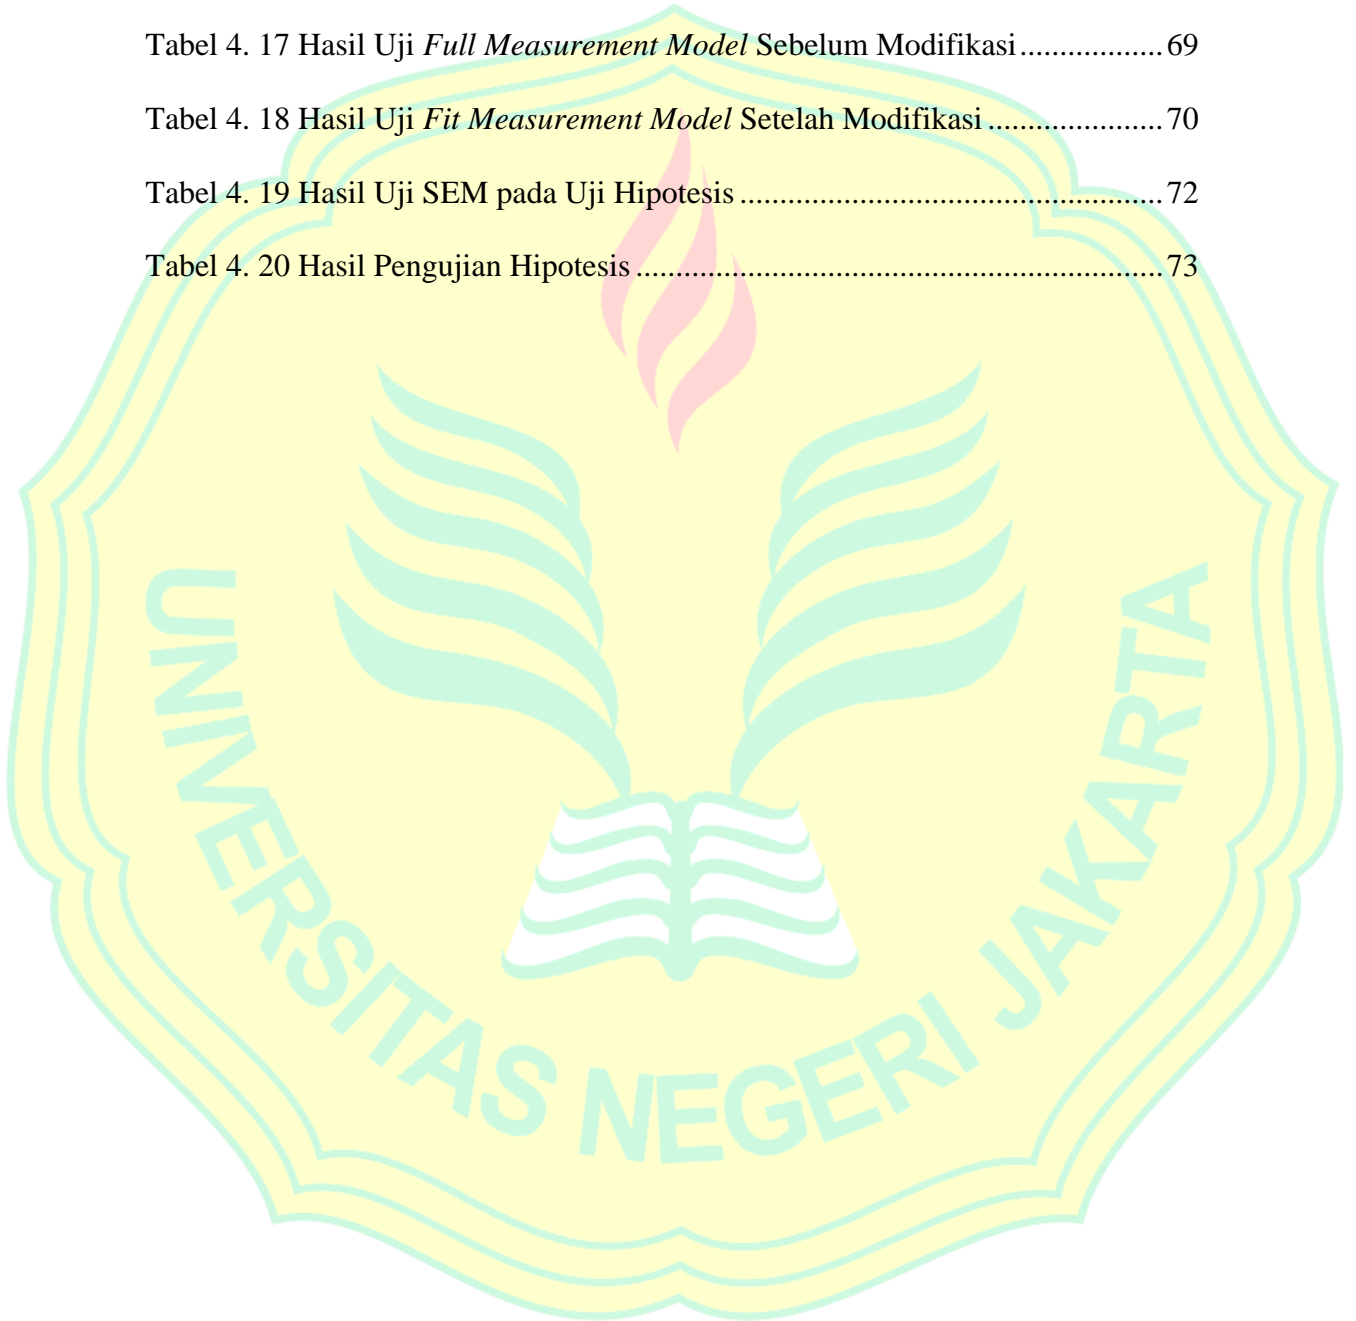 Tabel 4. 17 Hasil Uji Full Measurement Model Sebelum Modifikasi.................. 69
Tabel 4. 18 Hasil Uji Fit Measurement Model Setelah Modifikasi ...................... 70
Tabel 4. 19 Hasil Uji SEM pada Uji Hipotesis ..................................................... 72
Tabel 4. 20 Hasil Pengujian Hipotesis .................................................................. 73
UNIVERSITAS NEGERI JAKARTA